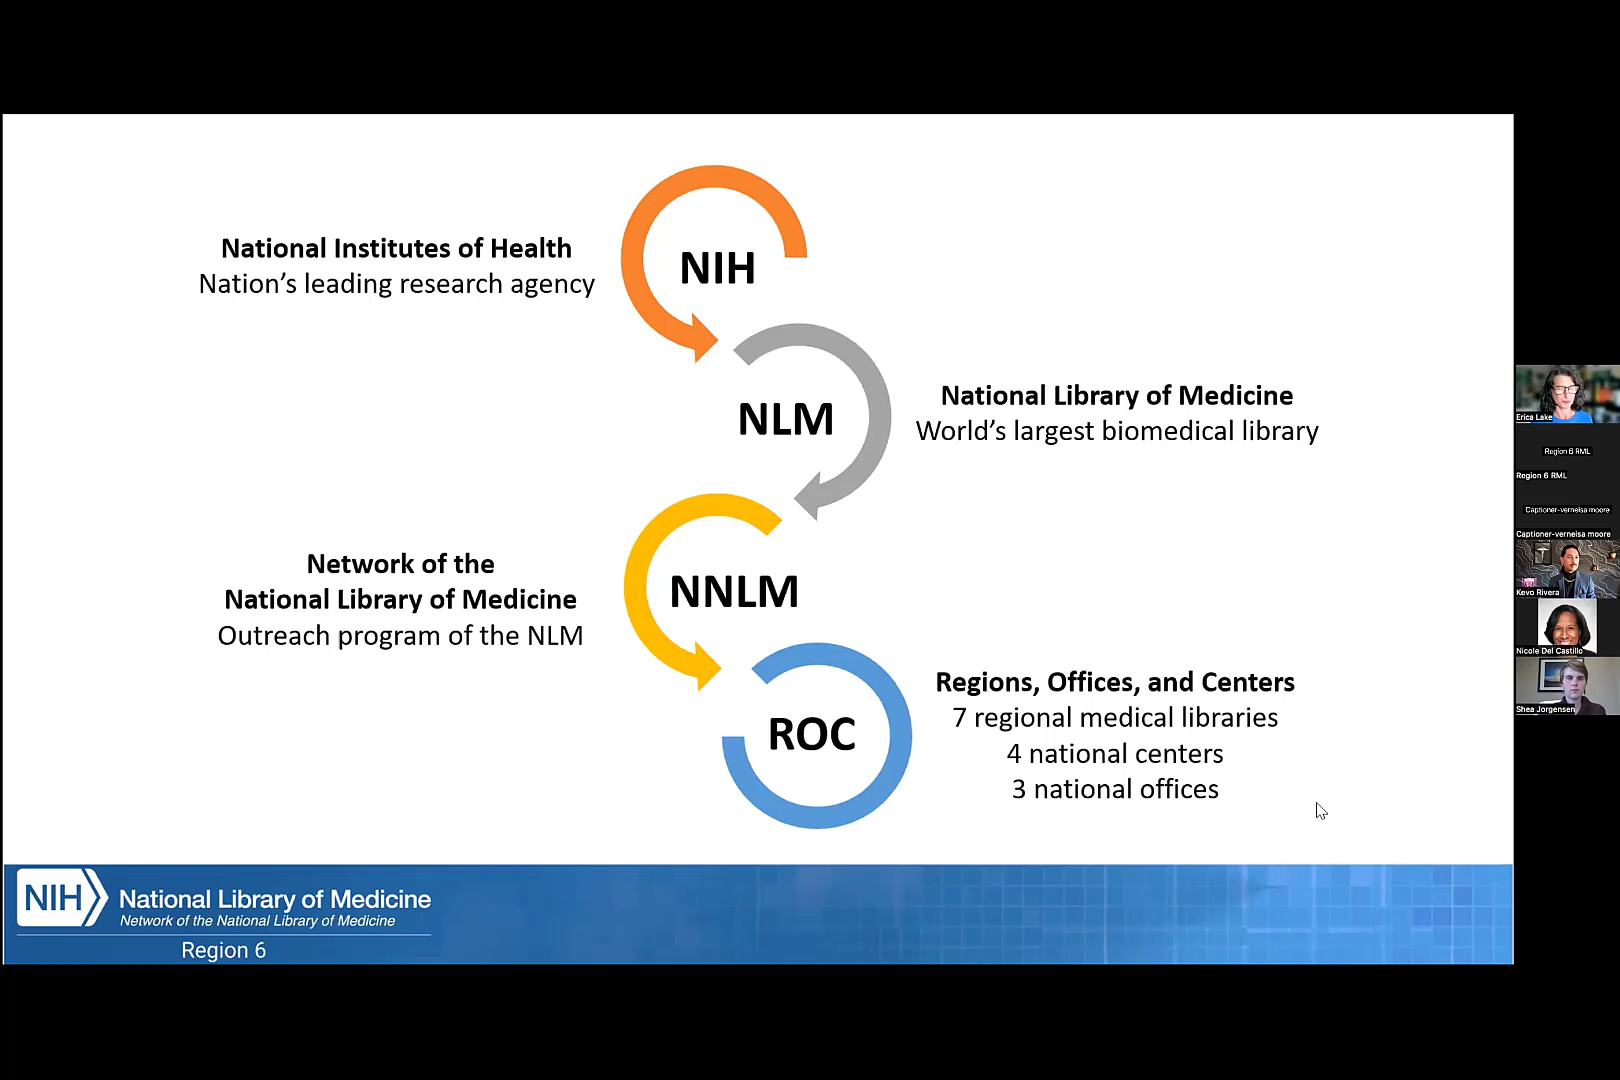 NIH
National Institutes of Health
Nation's leading research agency
NLM
National Library of Medicine
World's largest biomedical library
Network of the
National Library of Medicine
Outreach program of the NLM
NNLM
ROC
Regions, Offices, and Centers
7 regional medical libraries
4 national centers
3 national offices
NIH
National Library of Medicine
Network of the National Library of Medicine
Region 6
Erica Lake
Region 6 RML
Region 6 RML
Captioner-verneisa moore
Captioner-verneisa moore
Kevo Rivera
Nicole Del Castillo
Shea Jorgensen